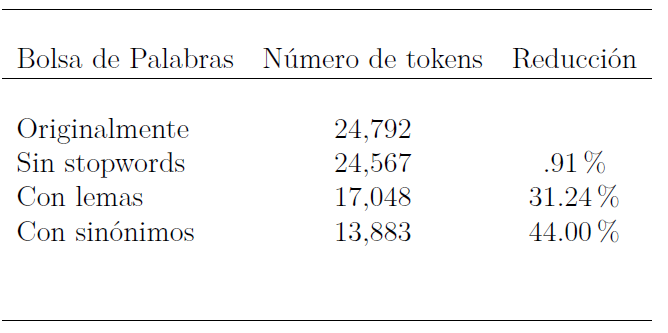 Bolsa de Palabras Número de tokens Reducción
Originalmente 24,792
Sin stopwords 24,567 .91 %
Con lemas 17,048 31.24 %
Con sinónimos 13,883 44.00 %